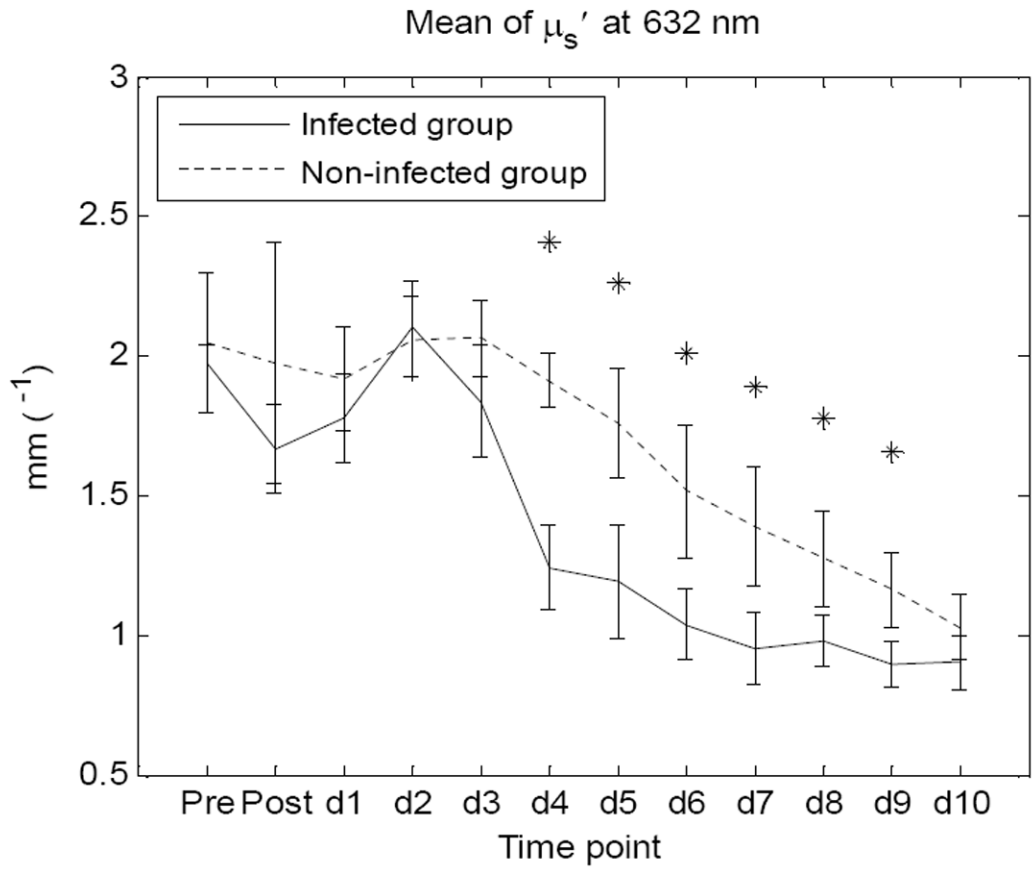 Mean of μs′ at 632 nm
3
Infected group
Non-infected group
2.5
2
1.5
1
0.5
mm (⁻¹)
Pre Post d1 d2 d3 d4 d5 d6 d7 d8 d9 d10
Time point